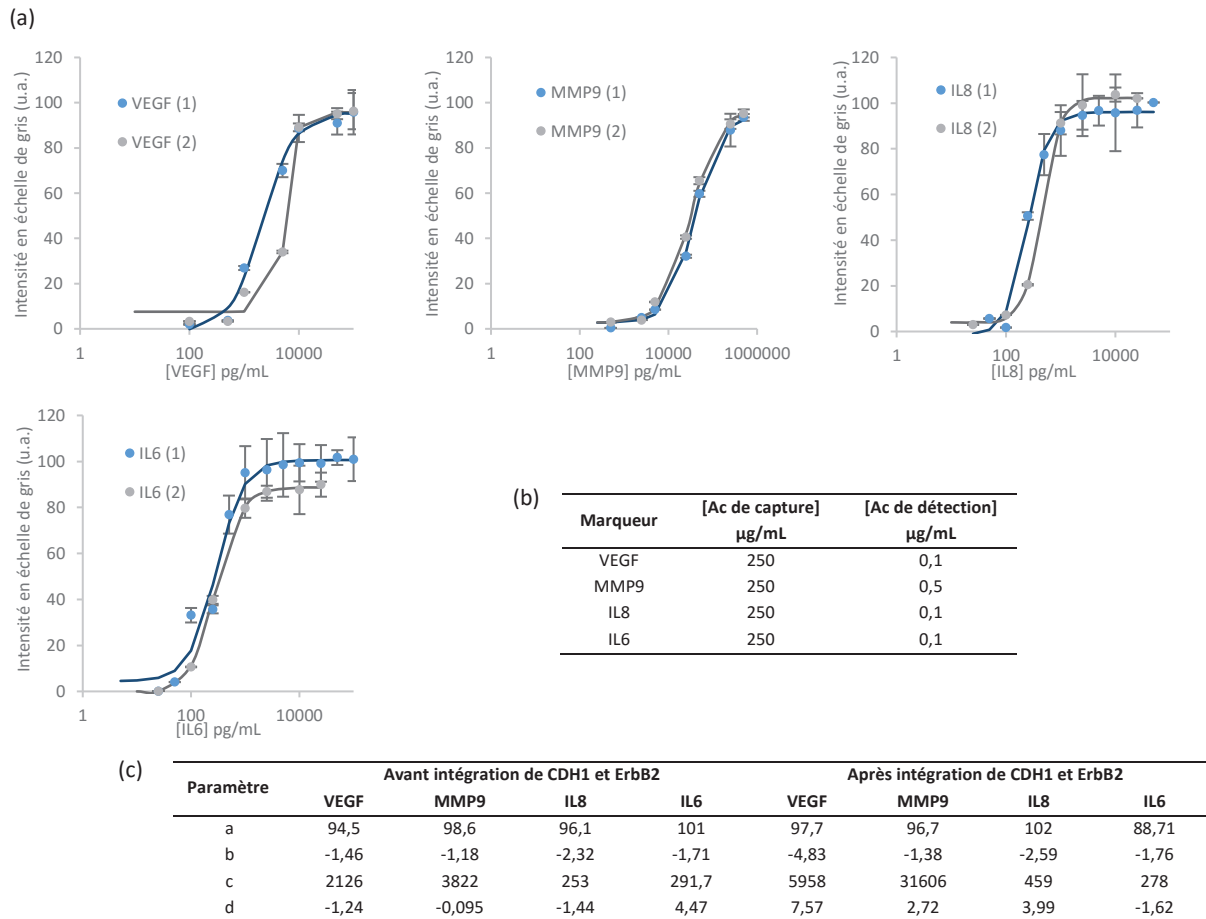 (a)
Intensité en échelle de gris (u.a.)
120
100
80
60
40
20
0
VEGF (1)
VEGF (2)
1
100
10000
[VEGF] pg/mL
Intensité en échelle de gris (u.a.)
120
100
80
60
40
20
0
MMP9 (1)
MMP9 (2)
1
100
10000
1000000
[MMP9] pg/mL
Intensité en échelle de gris (u.a.)
120
100
80
60
40
20
0
IL8 (1)
IL8 (2)
1
100
10000
[IL8] pg/mL
Intensité en échelle de gris (u.a.)
120
100
80
60
40
20
0
IL6 (1)
IL6 (2)
1
100
10000
[IL6] pg/mL
(b)
Marqueur [Ac de capture] µg/mL [Ac de détection] µg/mL
VEGF 250 0,1
MMP9 250 0,5
IL8 250 0,1
IL6 250 0,1
(c)
Paramètre Avant intégration de CDH1 et ErbB2 Après intégration de CDH1 et ErbB2
VEGF MMP9 IL8 IL6 VEGF MMP9 IL8 IL6
a 94,5 98,6 96,1 101 97,7 96,7 102 88,71
b -1,46 -1,18 -2,32 -1,71 -4,83 -1,38 -2,59 -1,76
c 2126 3822 253 291,7 5958 31606 459 278
d -1,24 -0,095 -1,44 4,47 7,57 2,72 3,99 -1,62